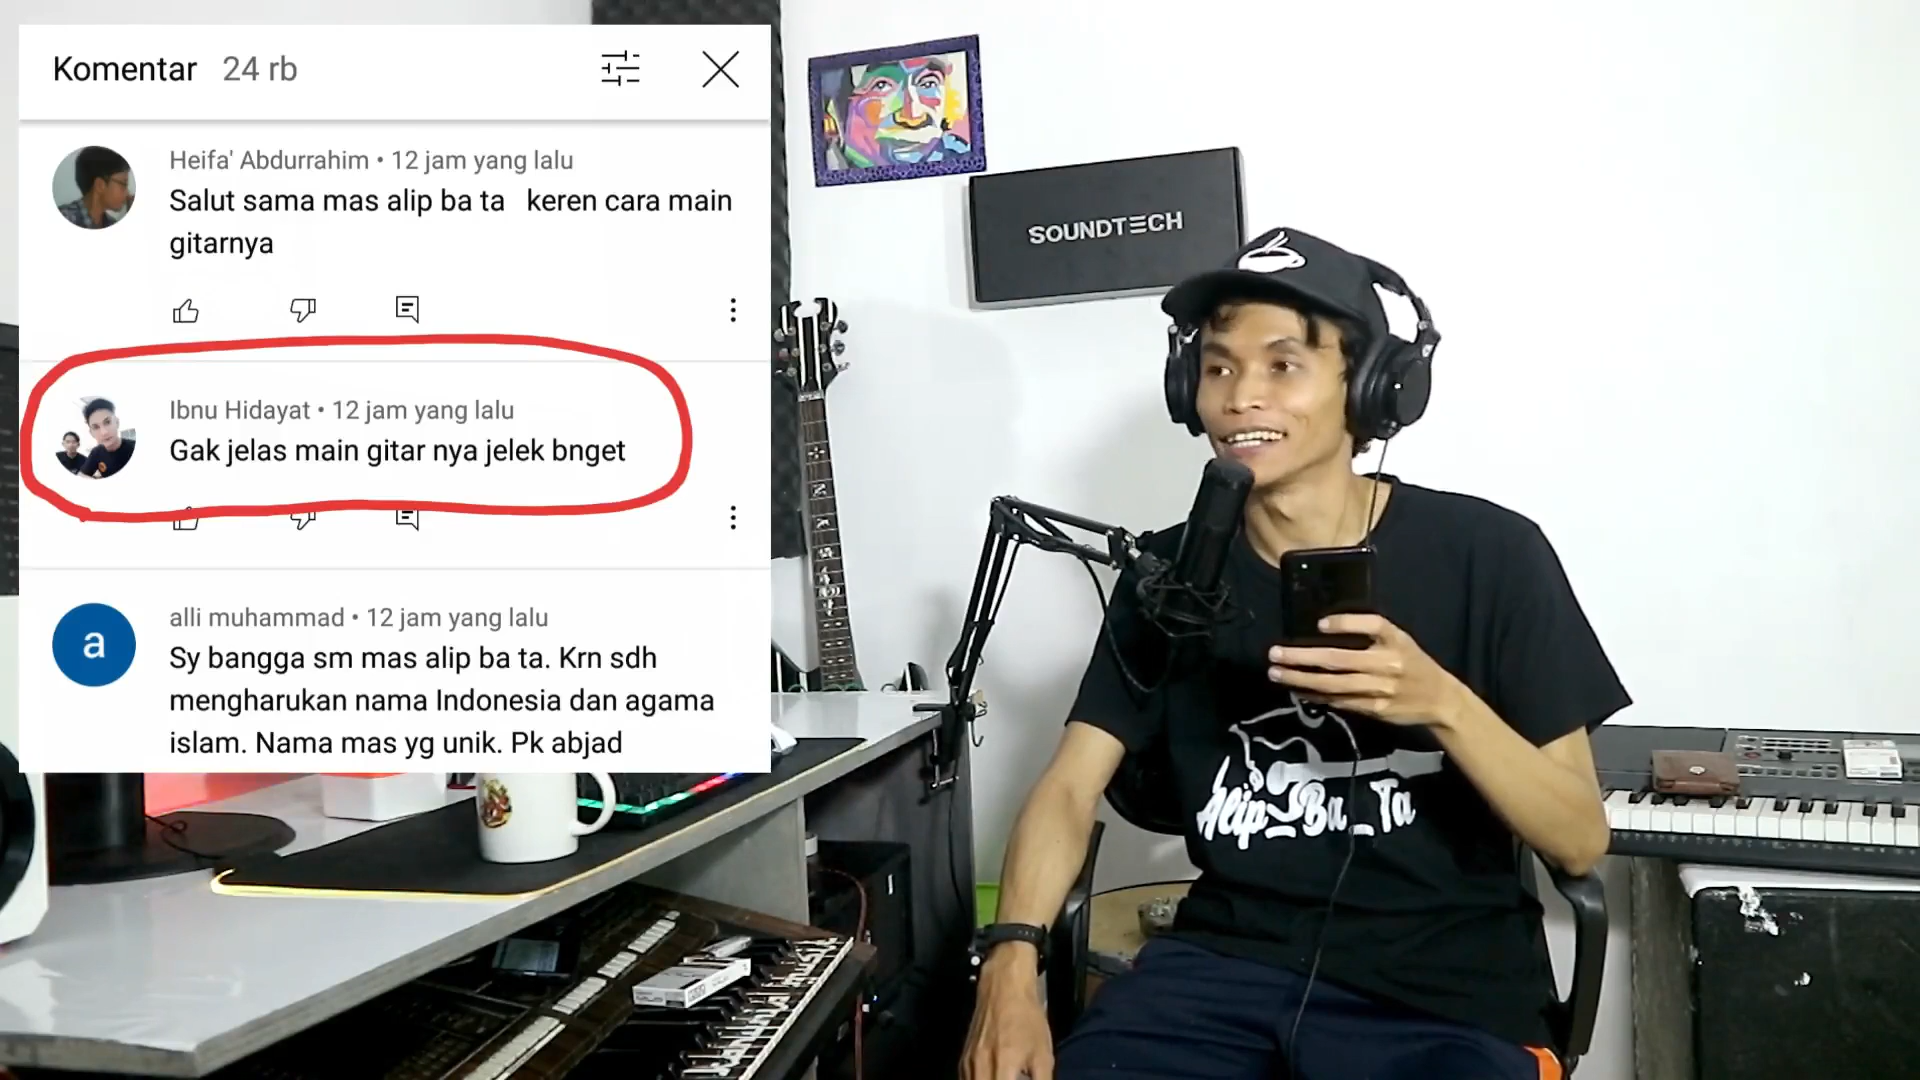 Komentar 24 rb
Heifa' Abdurrahim • 12 jam yang lalu
Salut sama mas alip ba ta keren cara main
gitarnya
Ibnu Hidayat • 12 jam yang lalu
Gak jelas main gitar nya jelek bnget
a
alli muhammad • 12 jam yang lalu
Sy bangga sm mas alip ba ta. Krn sdh
mengharukan nama Indonesia dan agama
islam. Nama mas yg unik. Pk abjad
SOUNDTECH
Alip_Ba_Ta